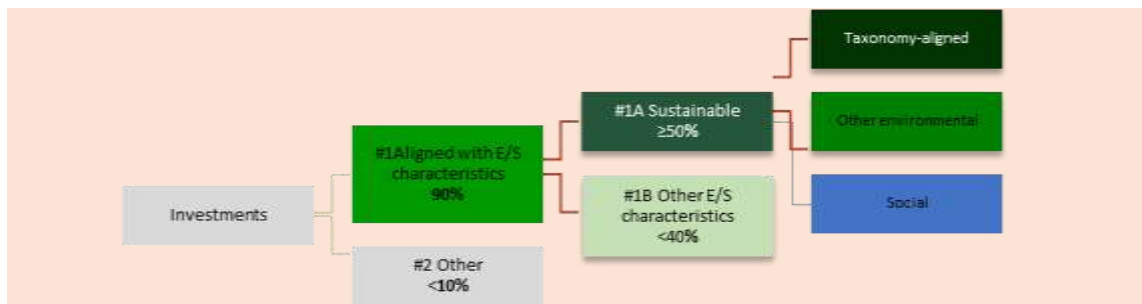 Investments
#1Aligned with E/S
characteristics
90%
#2 Other
<10%
#1A Sustainable
≥50%
#1B Other E/S
characteristics
<40%
Taxonomy-aligned
Other environmental
Social